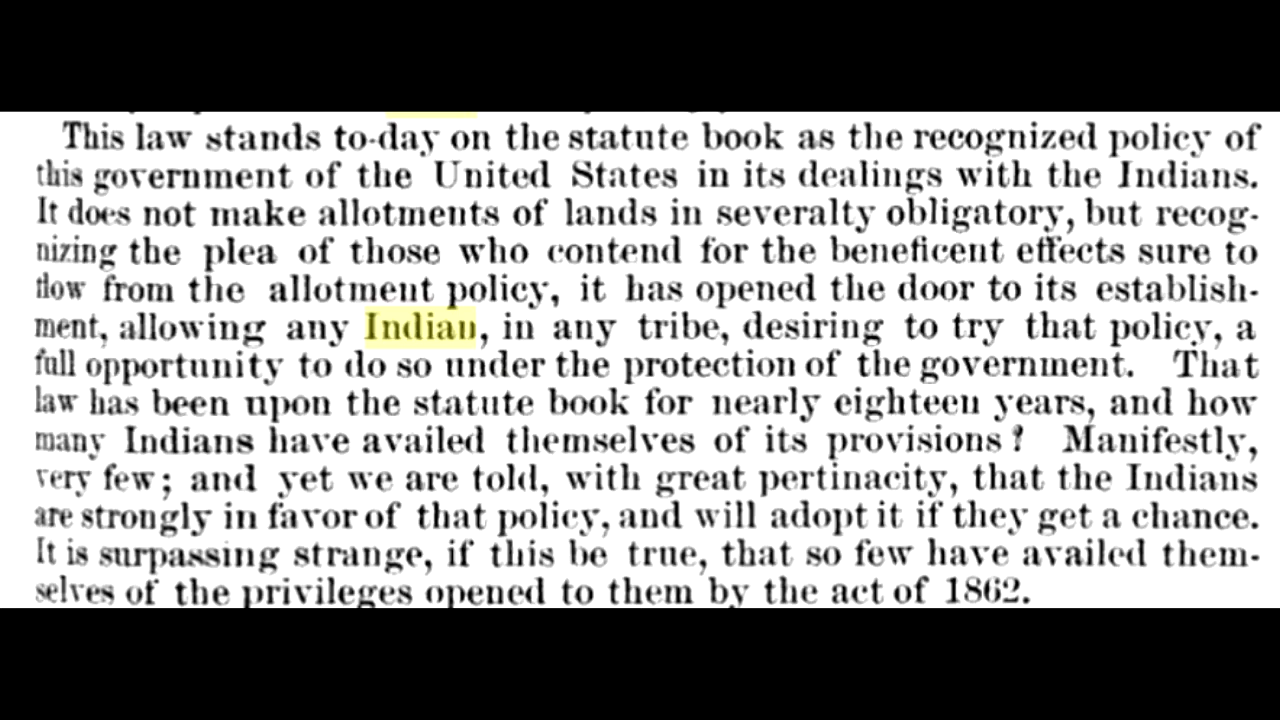 This law stands to-day on the statute book as the recognized policy of
this government of the United States in its dealings with the Indians.
It does not make allotments of lands in severalty obligatory, but recog-
nizing the plea of those who contend for the beneficent effects sure to
flow from the allotment policy, it has opened the door to its establish-
ment, allowing any Indian, in any tribe, desiring to try that policy, a
full opportunity to do so under the protection of the government. That
law has been upon the statute book for nearly eighteen years, and how
many Indians have availed themselves of its provisions? Manifestly,
very few; and yet we are told, with great pertinacity, that the Indians
are strongly in favor of that policy, and will adopt it if they get a chance.
It is surpassing strange, if this be true, that so few have availed them-
selves of the privileges opened to them by the act of 1862.